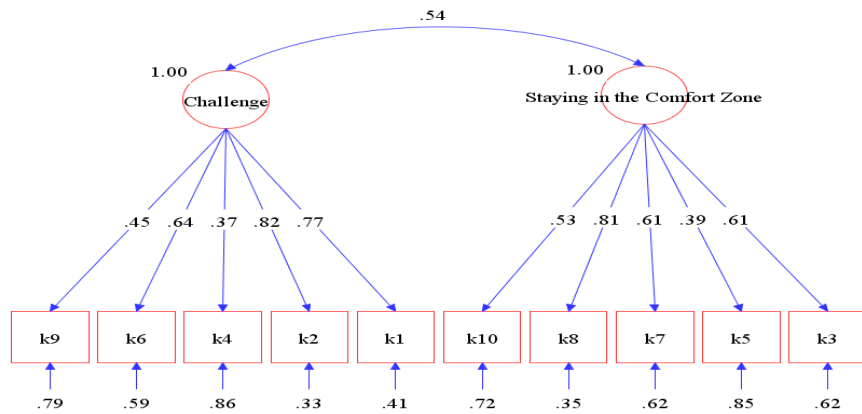 .54
1.00
1.00
Challenge
Staying in the Comfort Zone
.45 .64 .37 .82 .77
.53 .81 .61 .39 .61
k9 k6 k4 k2 k1 k10 k8 k7 k5 k3
.79 .59 .86 .33 .41 .72 .35 .62 .85 .62